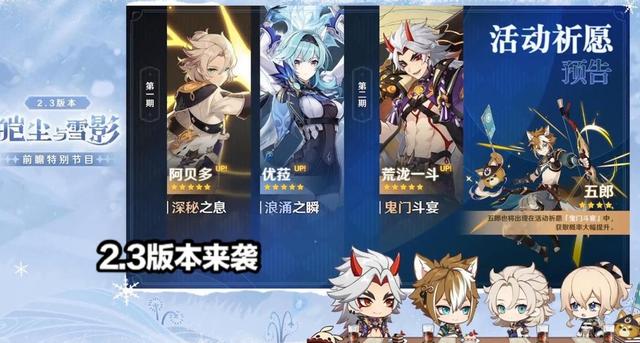 2.3版本
皑尘与雪影
前瞻特别节目
第一期
阿贝多
UP!
深秘之息
优菈
UP!
浪涌之瞬
第二期
荒泷一斗
UP!
鬼门斗宴
活动祈愿
预告
五郎
五郎也将出现在活动祈愿「鬼门斗宴」中，
获取概率大幅提升。
2.3版本来袭